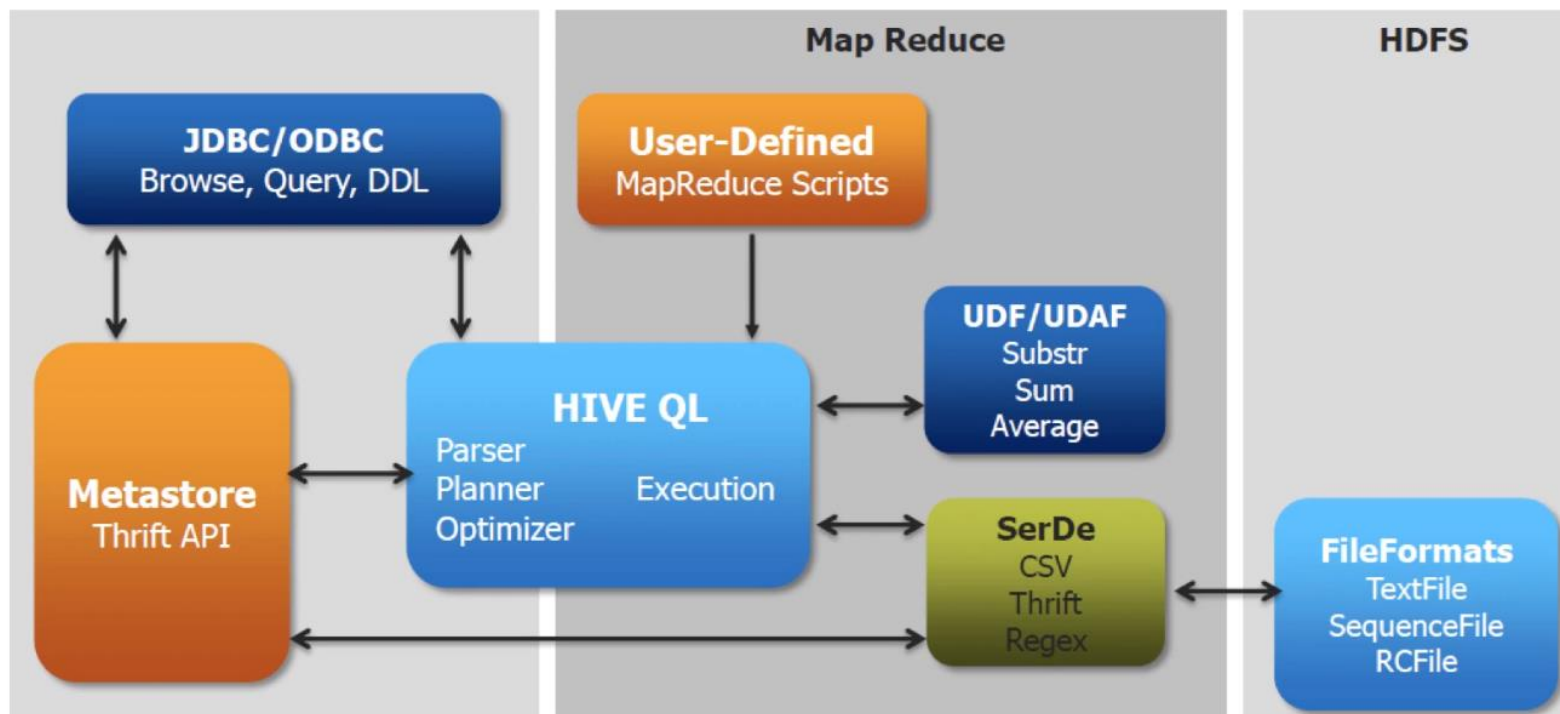 Map Reduce
HDFS
JDBC/ODBC
Browse, Query, DDL
User-Defined
MapReduce Scripts
UDF/UDAF
Substr
Sum
Average
HIVE QL
Parser
Planner
Execution
Optimizer
Metastore
Thrift API
SerDe
CSV
Thrift
Regex
FileFormats
TextFile
SequenceFile
RCFile